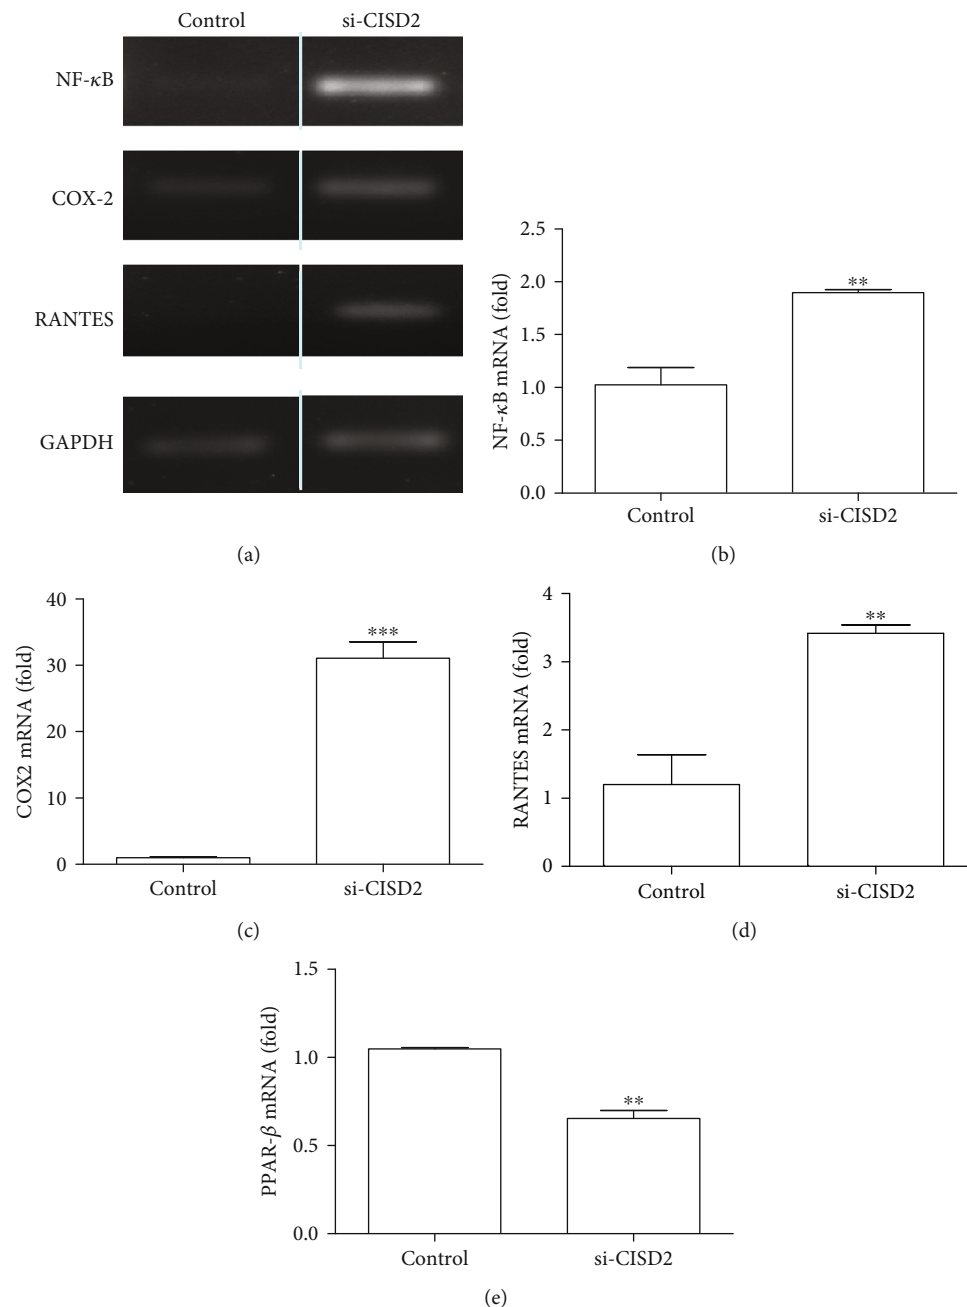 Control si-CISD2
NF-κB
COX-2
RANTES
GAPDH
(a)
NF-κB mRNA (fold)
2.5
2.0
1.5
1.0
0.5
0.0
**
Control si-CISD2
(b)
COX2 mRNA (fold)
40
30
20
10
0
***
Control si-CISD2
(c)
RANTES mRNA (fold)
4
3
2
1
0
**
Control si-CISD2
(d)
PPAR-β mRNA (fold)
1.5
1.0
0.5
0.0
**
Control si-CISD2
(e)